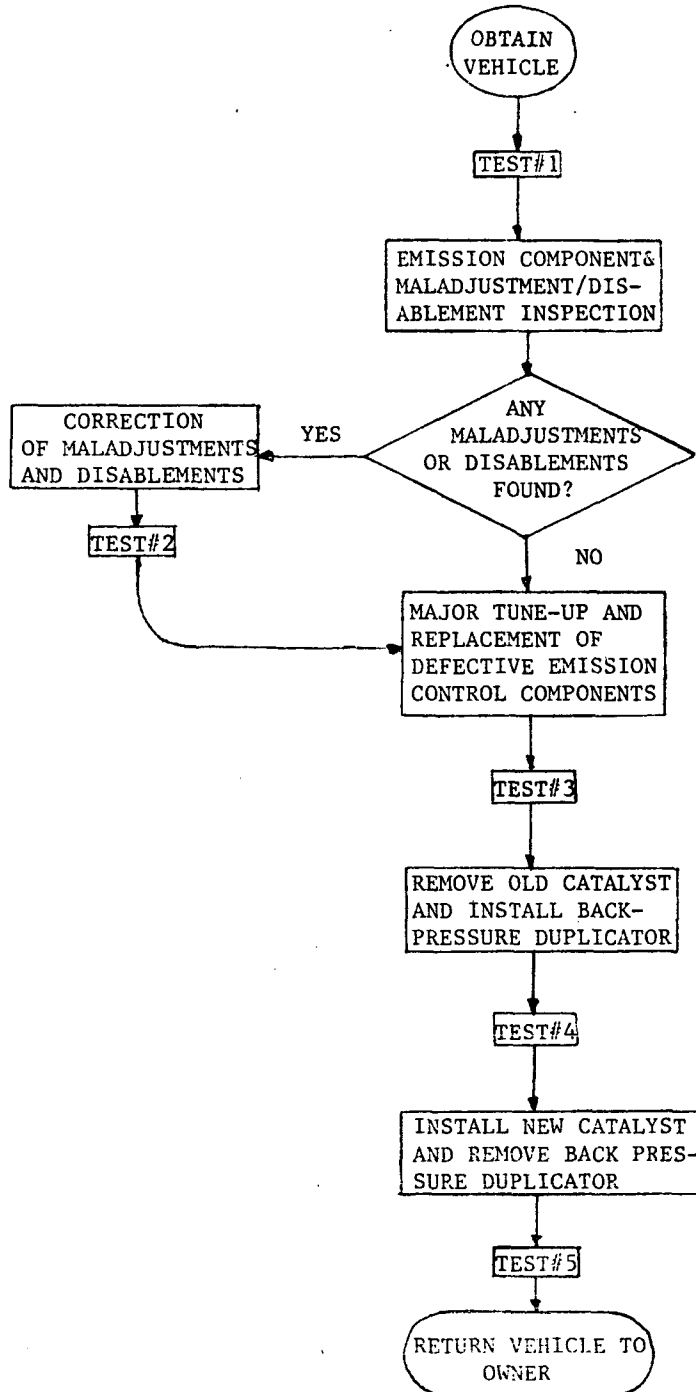 OBTAIN
VEHICLE
TEST#1
EMISSION COMPONENT&
MALADJUSTMENT/DIS-
ABLEMENT INSPECTION
ANY
MALADJUSTMENTS
OR DISABLEMENTS
FOUND?
YES
CORRECTION
OF MALADJUSTMENTS
AND DISABLEMENTS
TEST#2
NO
MAJOR TUNE-UP AND
REPLACEMENT OF
DEFECTIVE EMISSION
CONTROL COMPONENTS
TEST#3
REMOVE OLD CATALYST
AND INSTALL BACK-
PRESSURE DUPLICATOR
TEST#4
INSTALL NEW CATALYST
AND REMOVE BACK PRES-
SURE DUPLICATOR
TEST#5
RETURN VEHICLE TO
OWNER